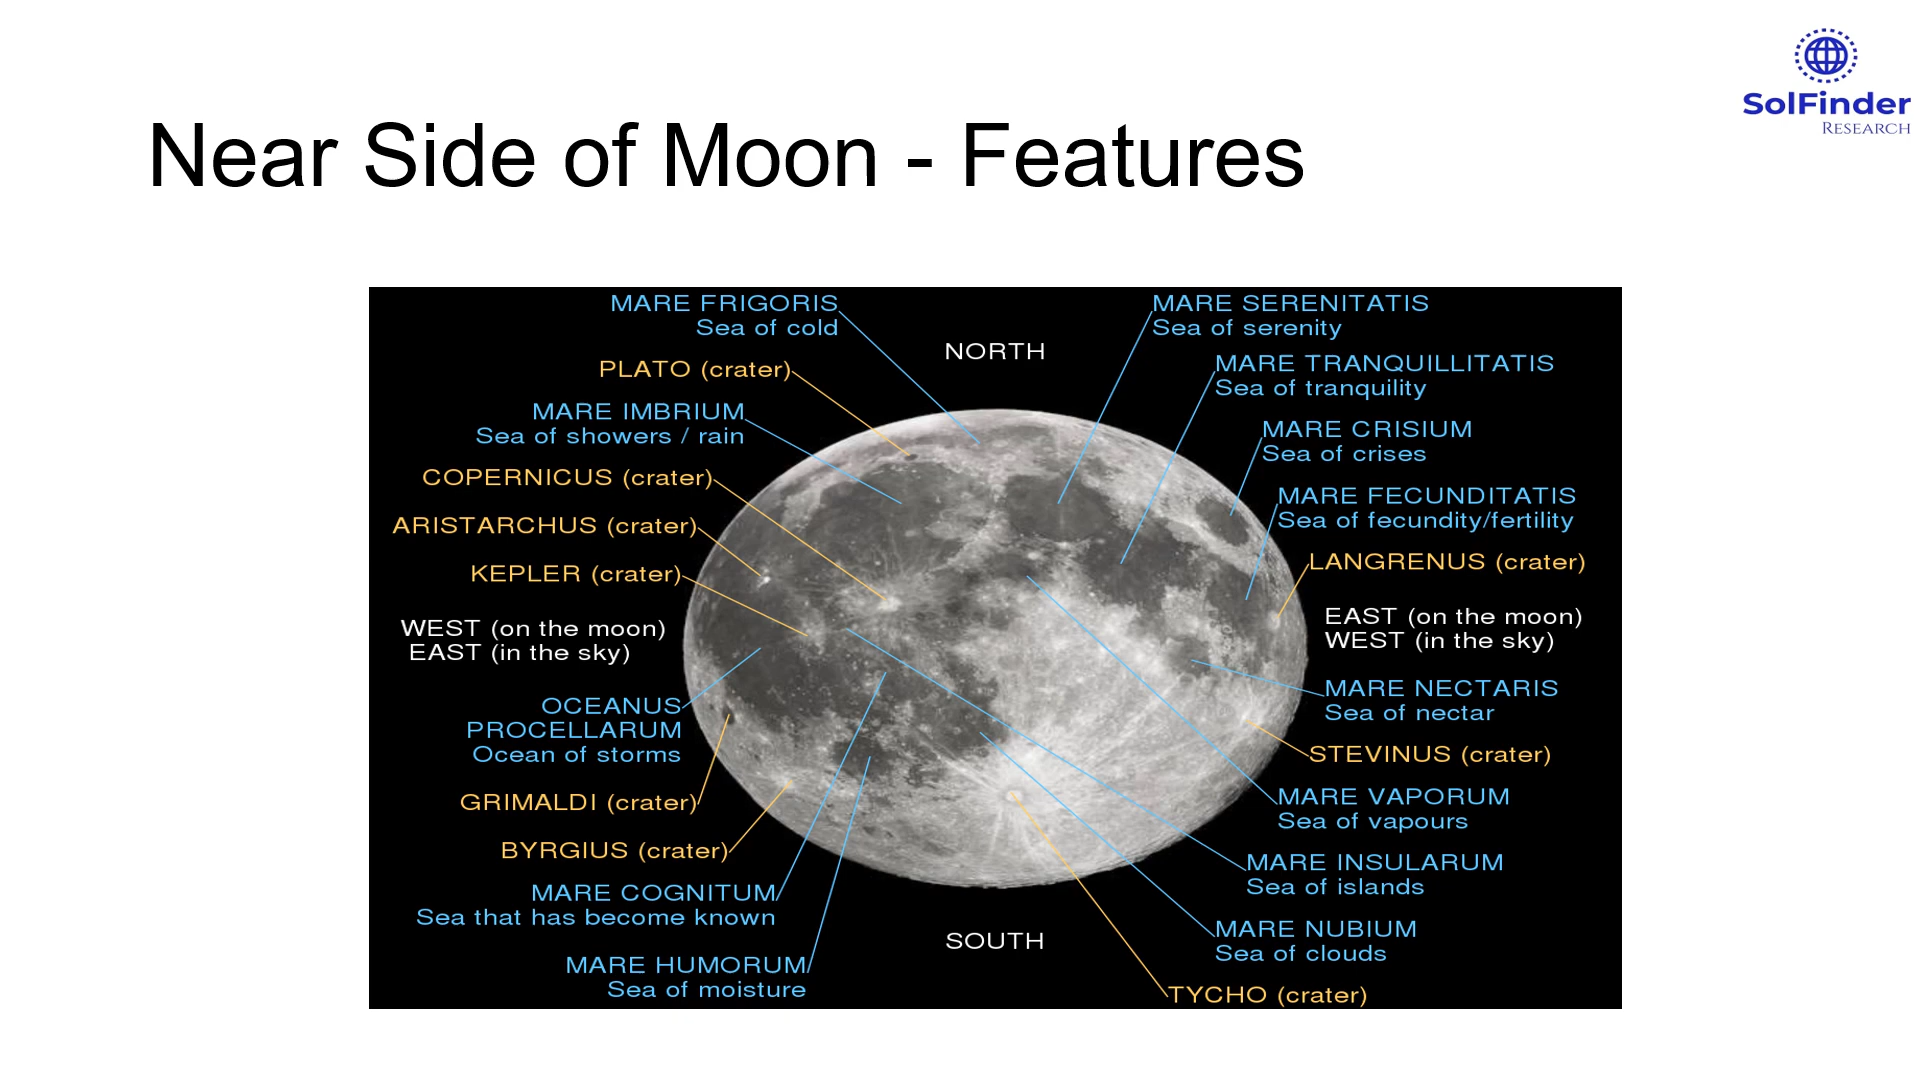 SolFinder
RESEARCH
Near Side of Moon - Features
MARE FRIGORIS
Sea of cold
PLATO (crater)
MARE IMBRIUM
Sea of showers / rain
COPERNICUS (crater)
ARISTARCHUS (crater)
KEPLER (crater)
WEST (on the moon)
EAST (in the sky)
OCEANUS
PROCELLARUM
Ocean of storms
GRIMALDI (crater)
BYRGIUS (crater)
MARE COGNITUM
Sea that has become known
MARE HUMORUM
Sea of moisture
NORTH
SOUTH
MARE SERENITATIS
Sea of serenity
MARE TRANQUILLITATIS
Sea of tranquility
MARE CRISIUM
Sea of crises
MARE FECUNDITATIS
Sea of fecundity/fertility
LANGRENUS (crater)
EAST (on the moon)
WEST (in the sky)
MARE NECTARIS
Sea of nectar
STEVINUS (crater)
MARE VAPORUM
Sea of vapours
MARE INSULARUM
Sea of islands
MARE NUBIUM
Sea of clouds
TYCHO (crater)